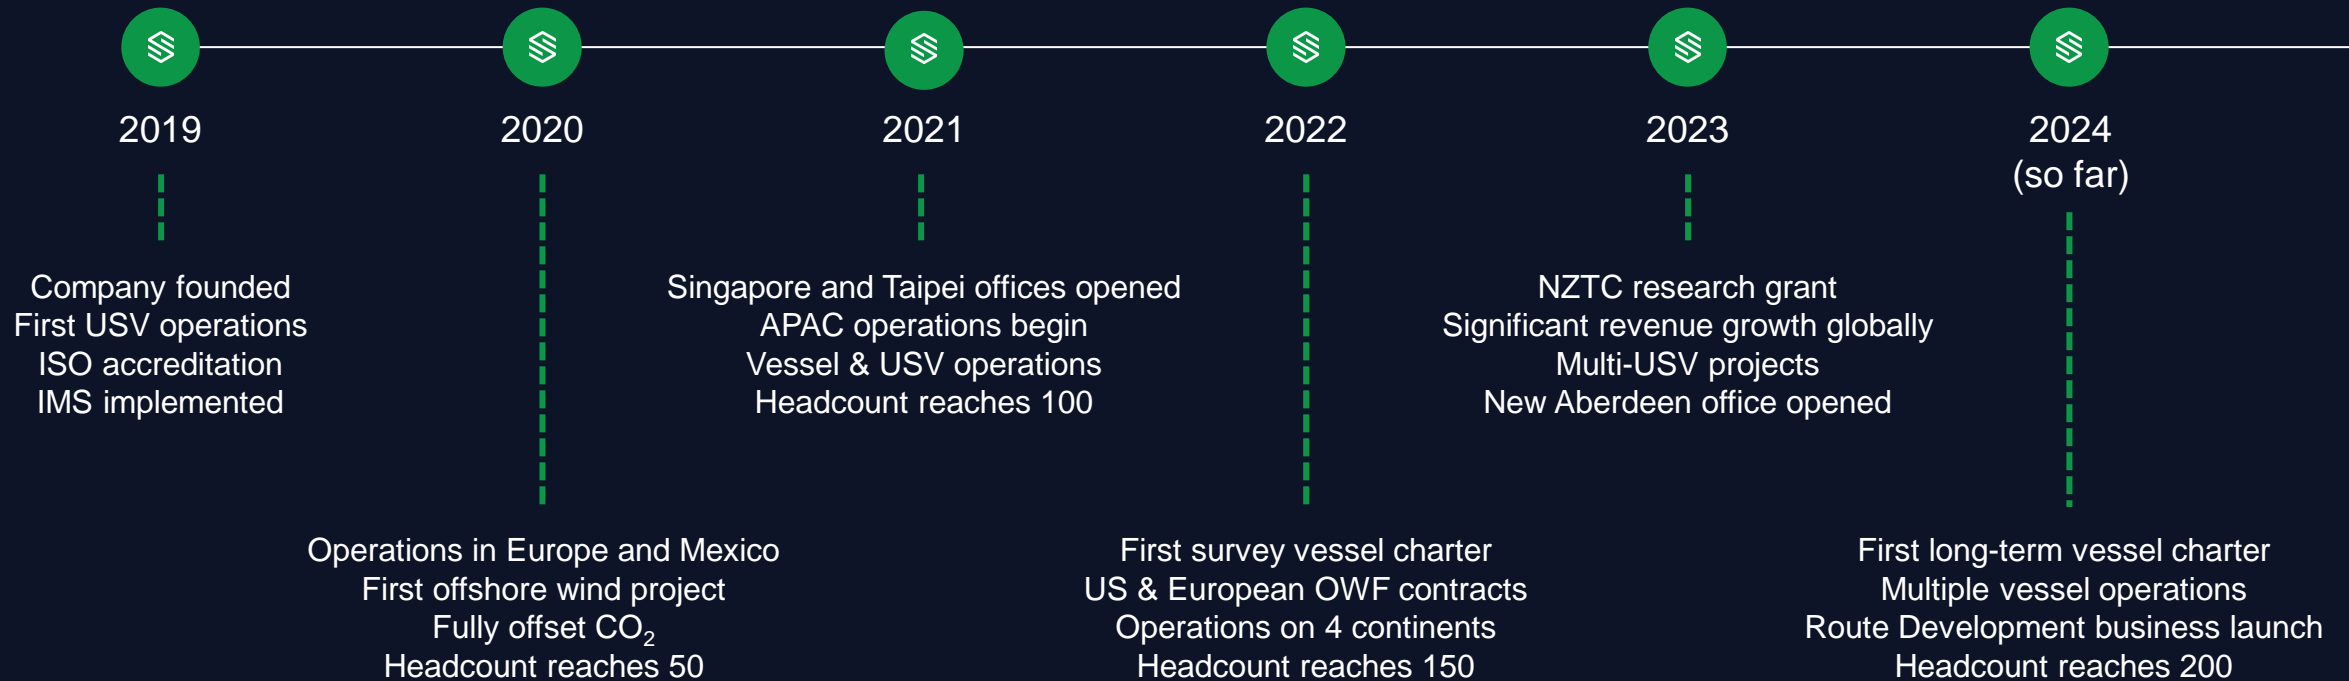 2019
Company founded
First USV operations
ISO accreditation
IMS implemented
2020
Operations in Europe and Mexico
First offshore wind project
Fully offset CO₂
Headcount reaches 50
2021
Singapore and Taipei offices opened
APAC operations begin
Vessel & USV operations
Headcount reaches 100
2022
First survey vessel charter
US & European OWF contracts
Operations on 4 continents
Headcount reaches 150
2023
NZTC research grant
Significant revenue growth globally
Multi-USV projects
New Aberdeen office opened
2024
(so far)
First long-term vessel charter
Multiple vessel operations
Route Development business launch
Headcount reaches 200